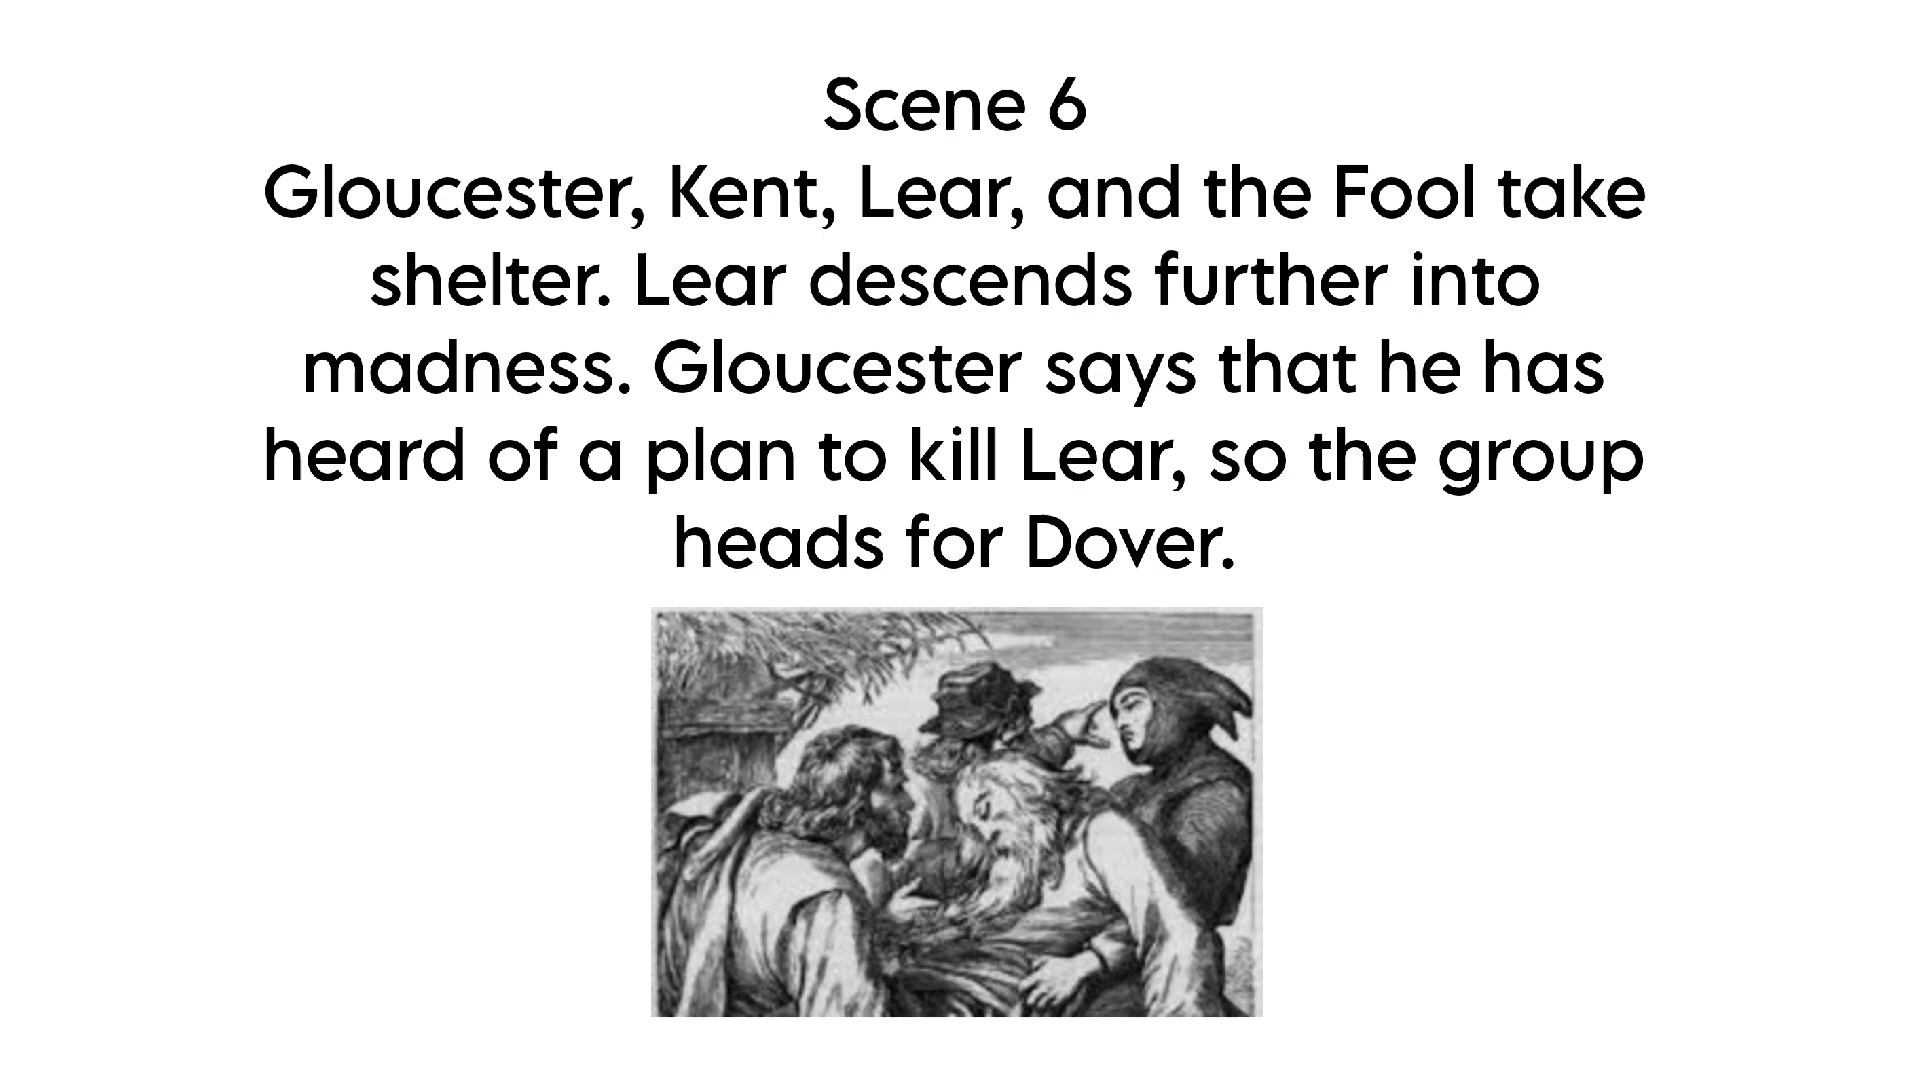 Scene 6
Gloucester, Kent, Lear, and the Fool take
shelter. Lear descends further into
madness. Gloucester says that he has
heard of a plan to kill Lear, so the group
heads for Dover.